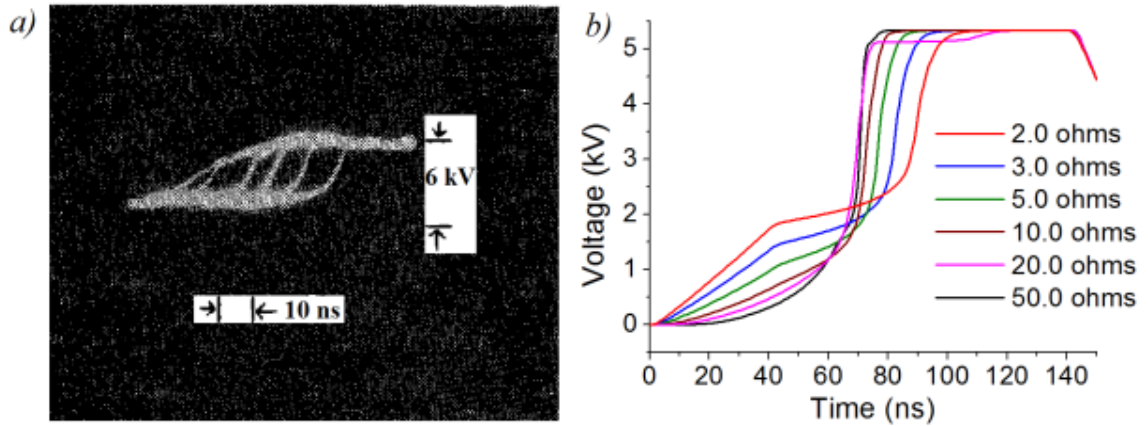 a)
6 kV
10 ns
b)
Voltage (kV)
5
4
3
2
1
0
2.0 ohms
3.0 ohms
5.0 ohms
10.0 ohms
20.0 ohms
50.0 ohms
0 20 40 60 80 100 120 140
Time (ns)